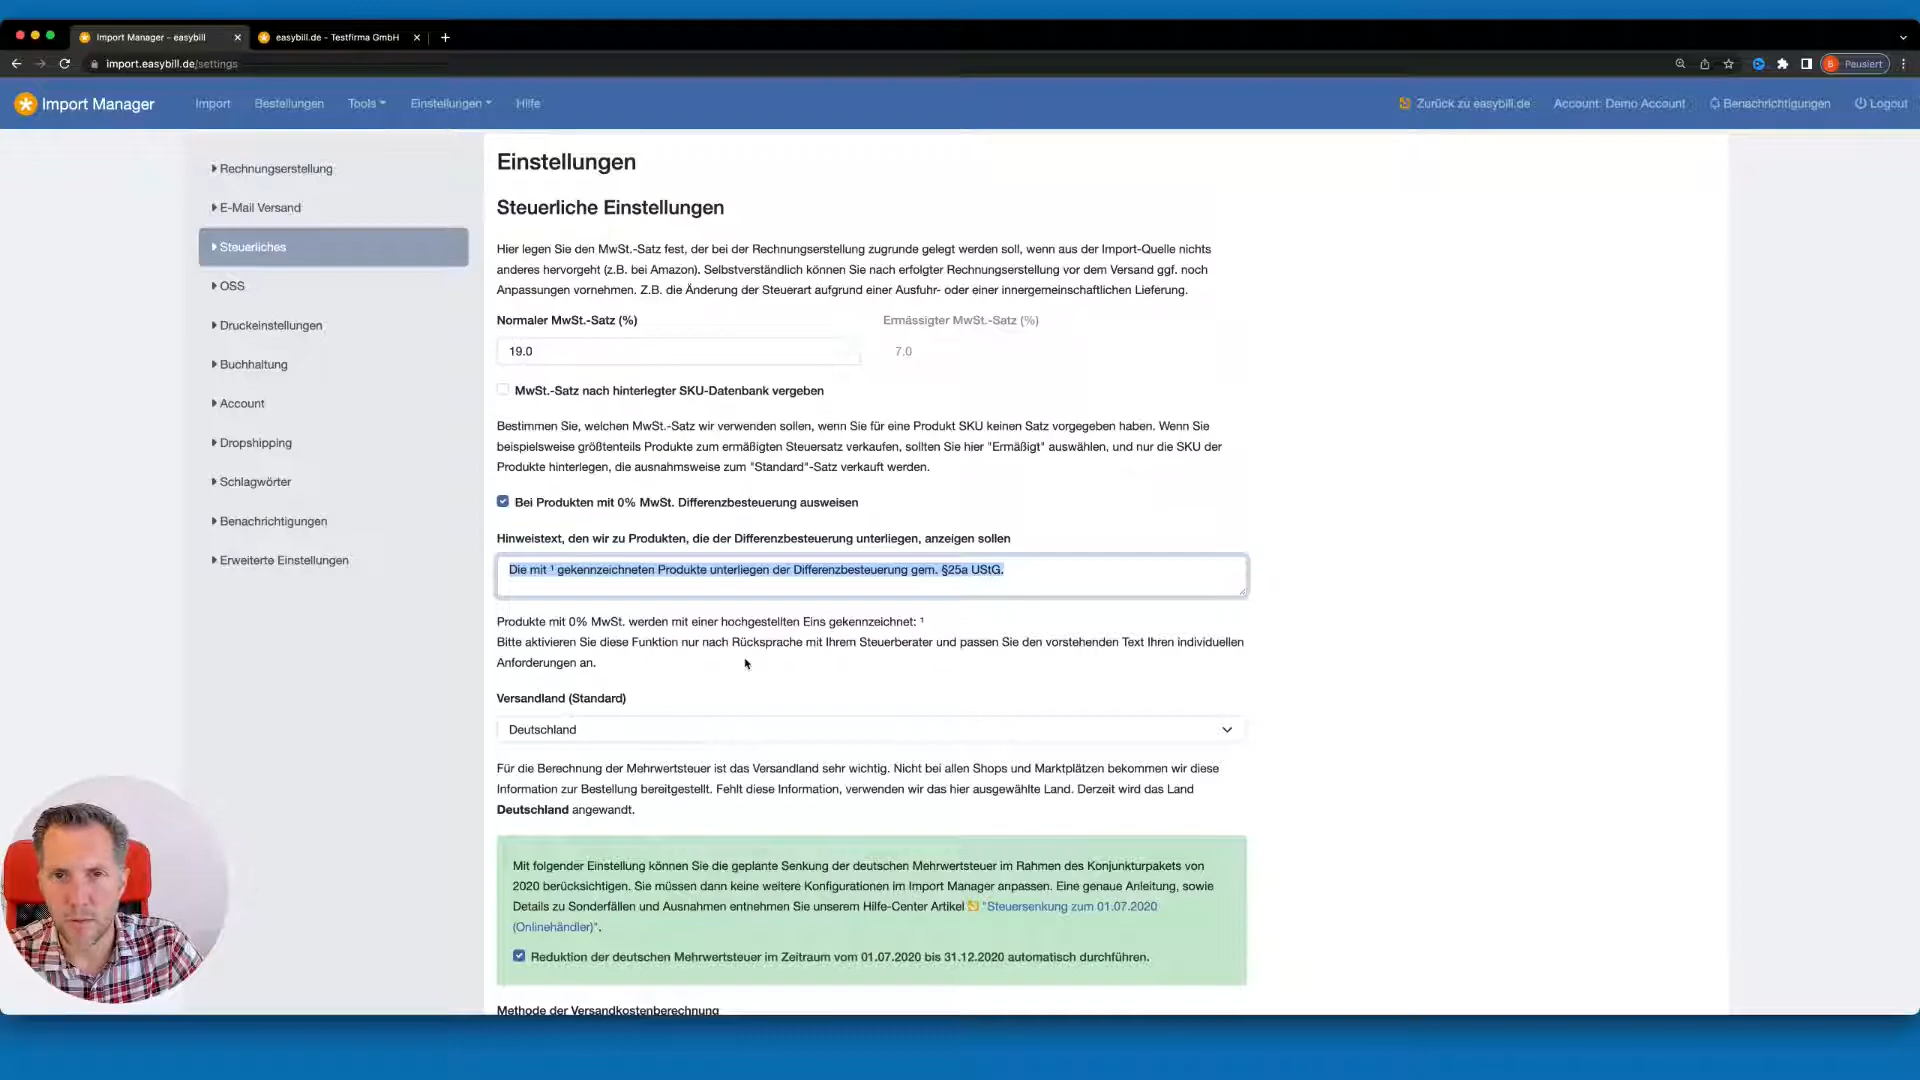 Import Manager - easybill
easybill.de - Testfirma GmbH
import.easybill.de/settings
B Pausiert
Import Manager
Import
Bestellungen
Tools
Einstellungen
Hilfe
Zurück zu easybill.de
Account: Demo Account
Benachrichtigungen
Logout
Rechnungserstellung
E-Mail Versand
Steuerliches
OSS
Druckeinstellungen
Buchhaltung
Account
Dropshipping
Schlagwörter
Benachrichtigungen
Erweiterte Einstellungen
Einstellungen
Steuerliche Einstellungen
Hier legen Sie den MwSt.-Satz fest, der bei der Rechnungserstellung zugrunde gelegt werden soll, wenn aus der Import-Quelle nichts
anderes hervorgeht (z.B. bei Amazon). Selbstverständlich können Sie nach erfolgter Rechnungserstellung vor dem Versand ggf. noch
Anpassungen vornehmen. Z.B. die Änderung der Steuerart aufgrund einer Ausfuhr- oder einer innergemeinschaftlichen Lieferung.
Normaler MwSt.-Satz (%)
Ermässigter MwSt.-Satz (%)
19.0
7.0
MwSt.-Satz nach hinterlegter SKU-Datenbank vergeben
Bestimmen Sie, welchen MwSt.-Satz wir verwenden sollen, wenn Sie für eine Produkt SKU keinen Satz vorgegeben haben. Wenn Sie
beispielsweise größtenteils Produkte zum ermäßigten Steuersatz verkaufen, sollten Sie hier "Ermäßigt" auswählen, und nur die SKU der
Produkte hinterlegen, die ausnahmsweise zum "Standard"-Satz verkauft werden.
Bei Produkten mit 0% MwSt. Differenzbesteuerung ausweisen
Hinweistext, den wir zu Produkten, die der Differenzbesteuerung unterliegen, anzeigen sollen
Die mit ¹ gekennzeichneten Produkte unterliegen der Differenzbesteuerung gem. §25a UStG.
Produkte mit 0% MwSt. werden mit einer hochgestellten Eins gekennzeichnet: ¹
Bitte aktivieren Sie diese Funktion nur nach Rücksprache mit Ihrem Steuerberater und passen Sie den vorstehenden Text Ihren individuellen
Anforderungen an.
Versandland (Standard)
Deutschland
Für die Berechnung der Mehrwertsteuer ist das Versandland sehr wichtig. Nicht bei allen Shops und Marktplätzen bekommen wir diese
Information zur Bestellung bereitgestellt. Fehlt diese Information, verwenden wir das hier ausgewählte Land. Derzeit wird das Land
Deutschland angewandt.
Mit folgender Einstellung können Sie die geplante Senkung der deutschen Mehrwertsteuer im Rahmen des Konjunkturpakets von
2020 berücksichtigen. Sie müssen dann keine weitere Konfigurationen im Import Manager anpassen. Eine genaue Anleitung, sowie
Details zu Sonderfällen und Ausnahmen entnehmen Sie unserem Hilfe-Center Artikel "Steuersenkung zum 01.07.2020
(Onlinehändler)".
Reduktion der deutschen Mehrwertsteuer im Zeitraum vom 01.07.2020 bis 31.12.2020 automatisch durchführen.
Methode der Versandkostenberechnung